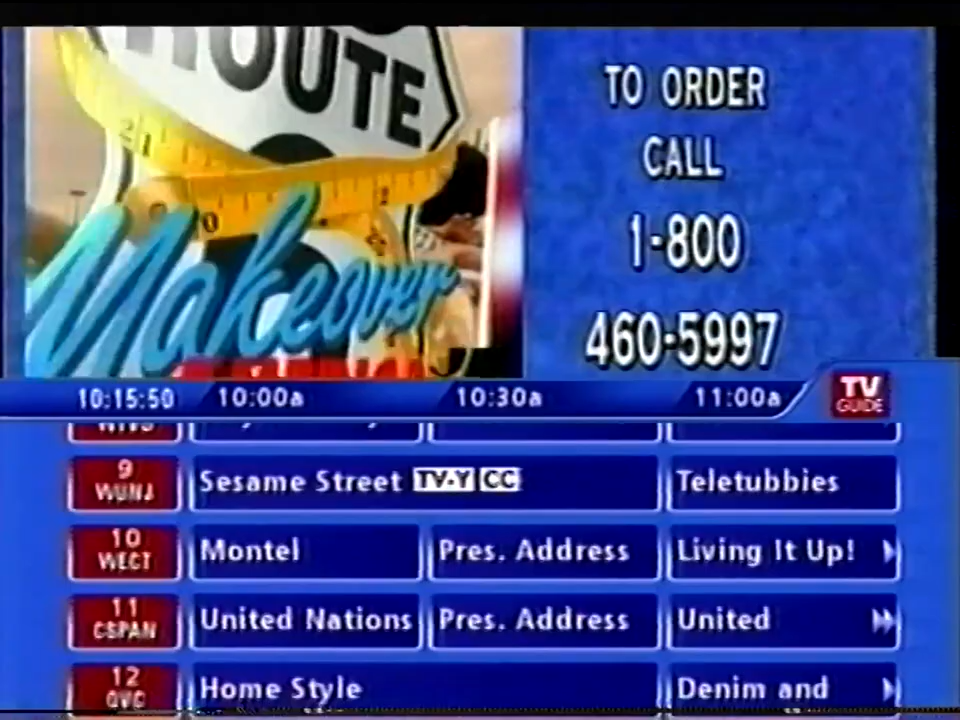 ROUTE
Makeover
TO ORDER
CALL
1-800
460-5997
10:15:50 10:00a 10:30a 11:00a TV GUIDE
9 WUNJ Sesame Street TV-Y CC Teletubbies
10 WECT Montel Pres. Address Living It Up!
11 CSPAN United Nations Pres. Address United
12 QVC Home Style Denim and